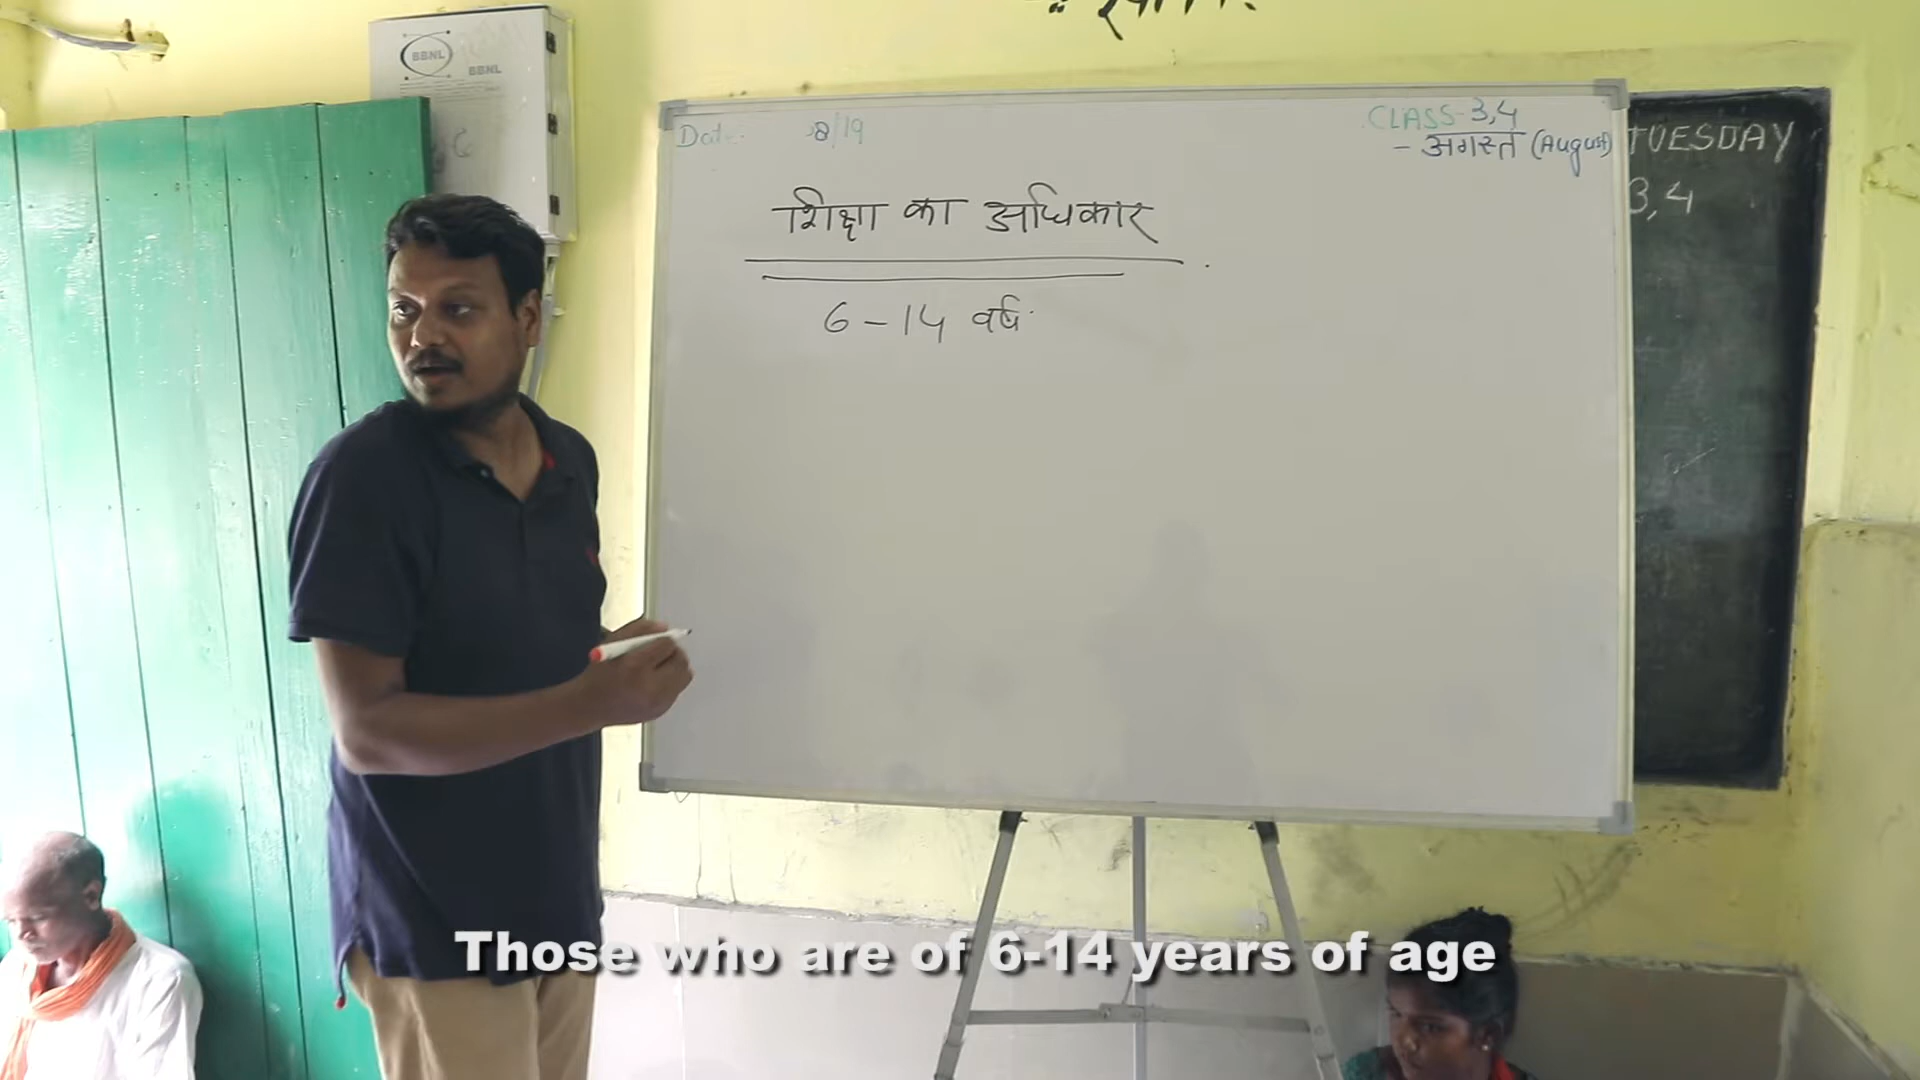 BBNL
BBNL
Date: 08/19
CLASS-3,4
- अगस्त (August)
शिक्षा का अधिकार
6-14 वर्ष
TUESDAY
3,4
Those who are of 6-14 years of age